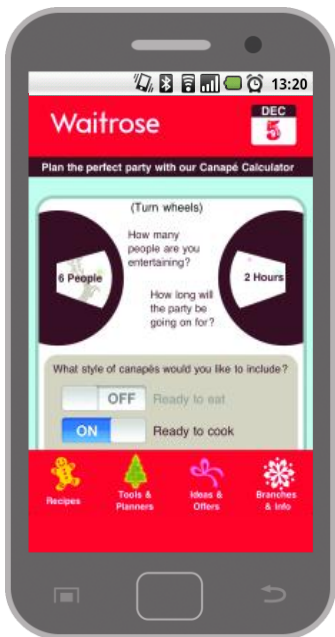 13:20
Waitrose
DEC
5
Plan the perfect party with our Canapé Calculator
(Turn wheels)
How many
people are you
entertaining?
6 People
2 Hours
How long will
the party be
going on for?
What style of canapés would you like to include?
OFF Ready to eat
ON Ready to cook
Recipes
Tools &
Planners
Ideas &
Offers
Branches
& Info